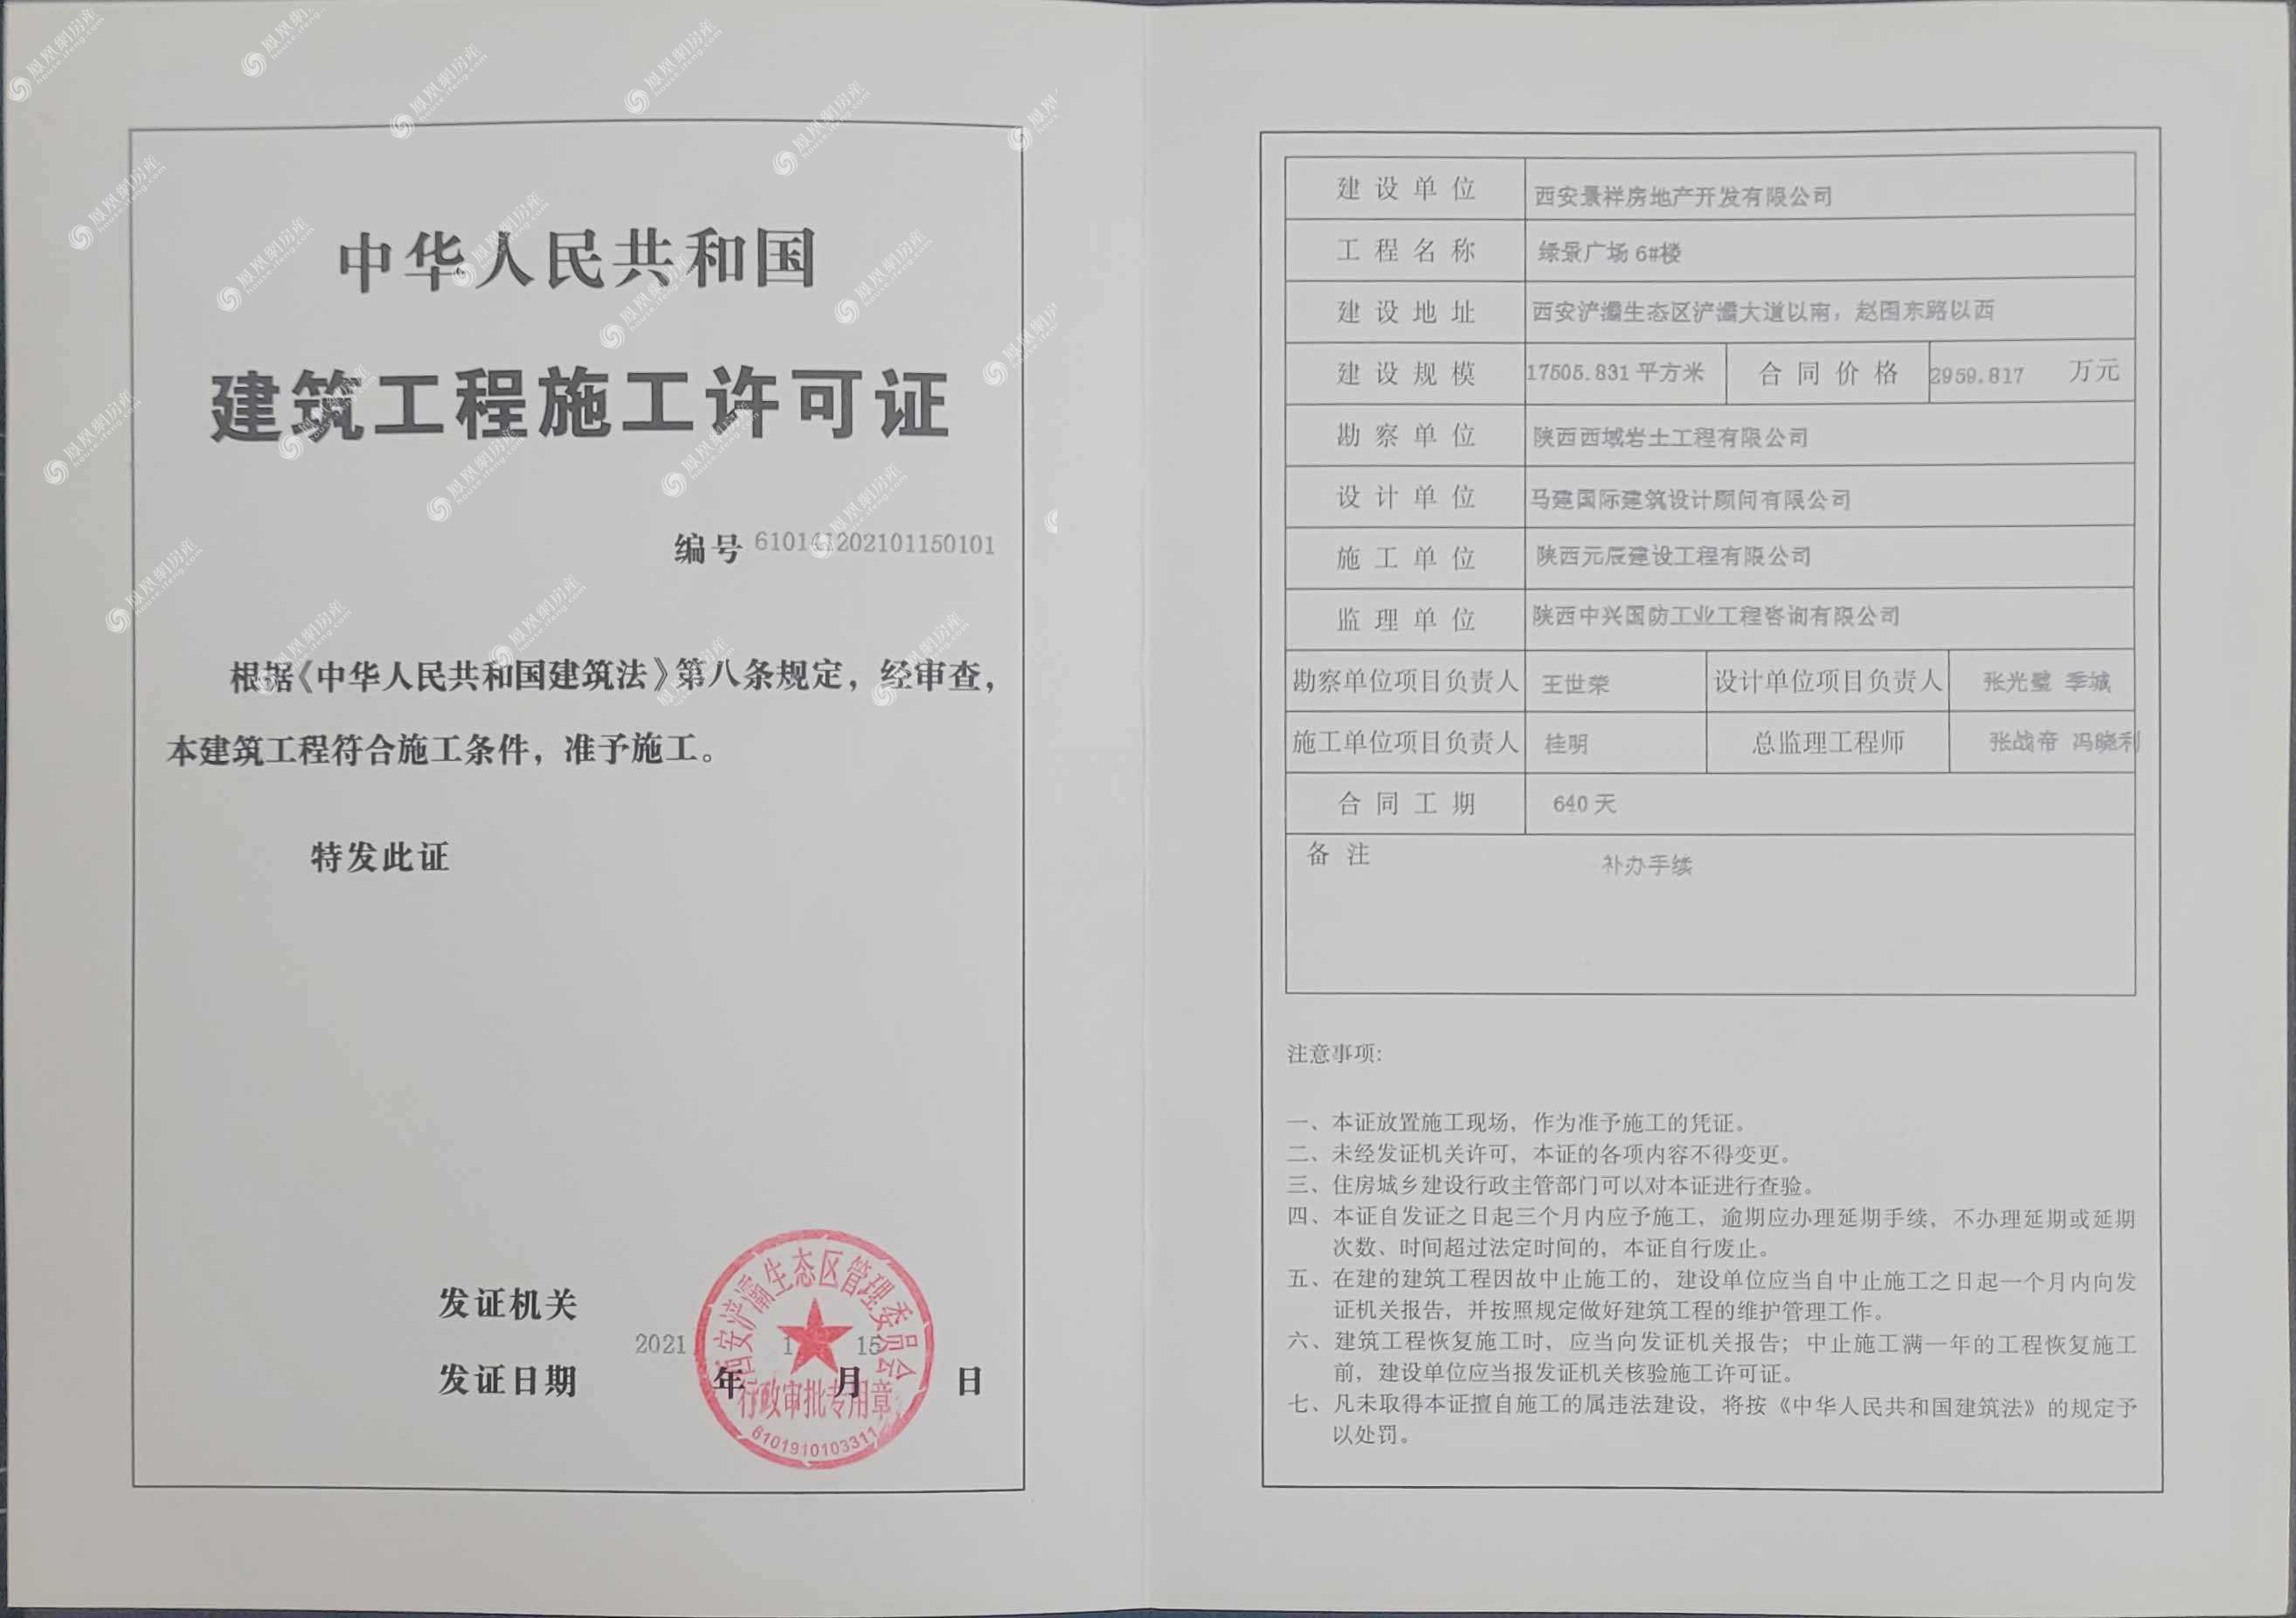 中华人民共和国
建筑工程施工许可证
编号 610141202101150101
根据《中华人民共和国建筑法》第八条规定，经审查，
本建筑工程符合施工条件，准予施工。
特发此证
发证机关
发证日期 2021 年 1 月 15 日
西安浐灞生态区管理委员会
行政审批专用章
6101910103311
建设单位 西安景祥房地产开发有限公司
工程名称 绿景广场 6#楼
建设地址 西安浐灞生态区浐灞大道以南，赵围东路以西
建设规模 17505.831 平方米 合同价格 2959.817 万元
勘察单位 陕西西域岩土工程有限公司
设计单位 马建国际建筑设计顾问有限公司
施工单位 陕西元辰建设工程有限公司
监理单位 陕西中兴国防工业工程咨询有限公司
勘察单位项目负责人 王世荣 设计单位项目负责人 张光璧 季城
施工单位项目负责人 桂明 总监理工程师 张战帝 冯晓利
合同工期 640 天
备注 补办手续
注意事项：
一、本证放置施工现场，作为准予施工的凭证。
二、未经发证机关许可，本证的各项内容不得变更。
三、住房城乡建设行政主管部门可以对本证进行查验。
四、本证自发证之日起三个月内应予施工，逾期应办理延期手续，不办理延期或延期
次数、时间超过法定时间的，本证自行废止。
五、在建的建筑工程因故中止施工的，建设单位应当自中止施工之日起一个月内向发
证机关报告，并按照规定做好建筑工程的维护管理工作。
六、建筑工程恢复施工时，应当向发证机关报告；中止施工满一年的工程恢复施工
前，建设单位应当报发证机关核验施工许可证。
七、凡未取得本证擅自施工的属违法建设，将按《中华人民共和国建筑法》的规定予
以处罚。
鳳凰網房産
house.ifeng.com